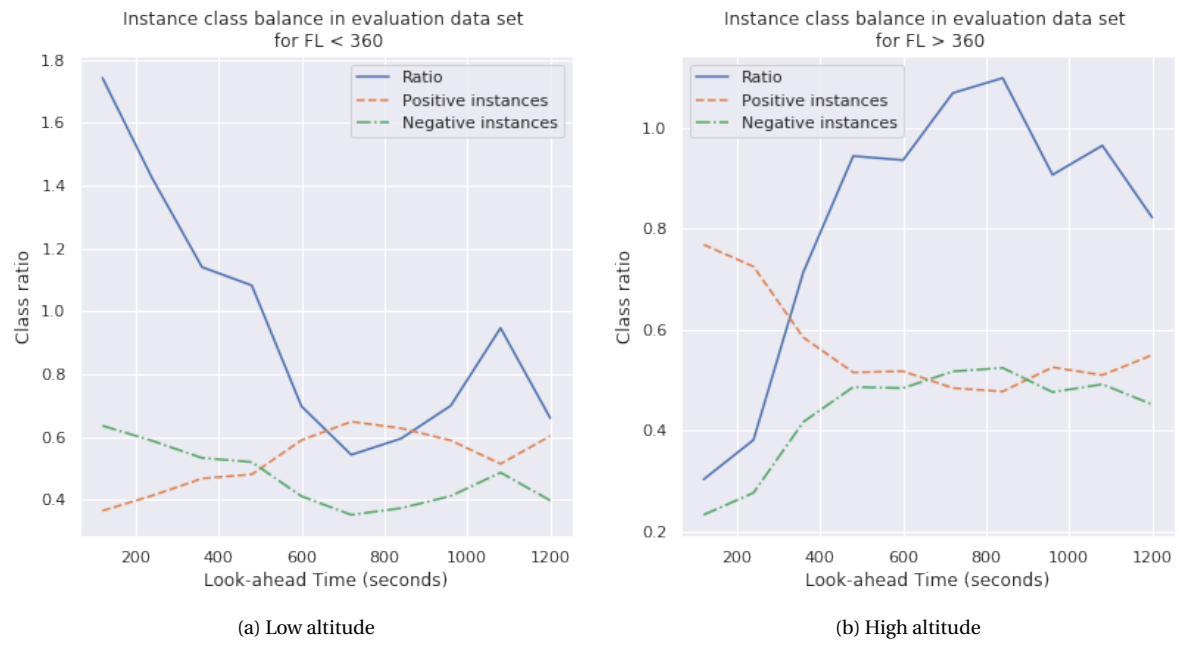 Instance class balance in evaluation data set
for FL < 360
1.8
1.6
1.4
1.2
1.0
0.8
0.6
0.4
Class ratio
Ratio
Positive instances
Negative instances
200 400 600 800 1000 1200
Look-ahead Time (seconds)
(a) Low altitude
Instance class balance in evaluation data set
for FL > 360
1.0
0.8
0.6
0.4
0.2
Class ratio
Ratio
Positive instances
Negative instances
200 400 600 800 1000 1200
Look-ahead Time (seconds)
(b) High altitude